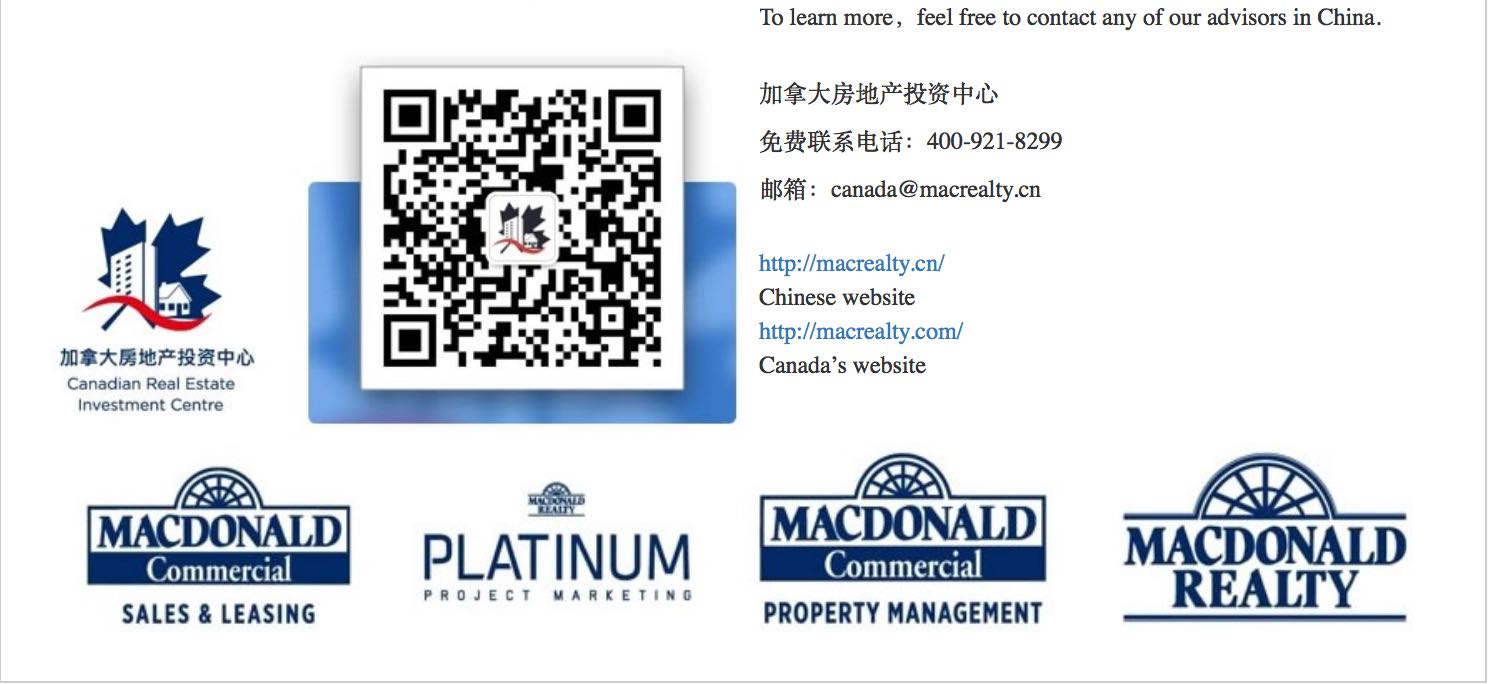 To learn more，feel free to contact any of our advisors in China.
加拿大房地产投资中心
免费联系电话：400-921-8299
邮箱：canada@macrealty.cn
http://macrealty.cn/
Chinese website
http://macrealty.com/
Canada’s website
加拿大房地产投资中心
Canadian Real Estate
Investment Centre
MACDONALD
Commercial
SALES & LEASING
MACDONALD
REALTY
PLATINUM
PROJECT MARKETING
MACDONALD
Commercial
PROPERTY MANAGEMENT
MACDONALD
REALTY